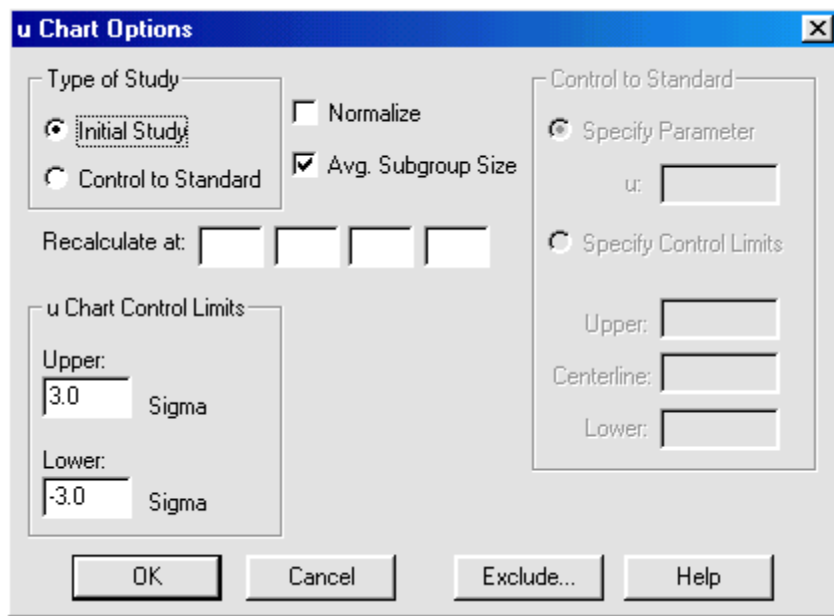 u Chart Options
Type of Study
Initial Study
Control to Standard
Normalize
Avg. Subgroup Size
Recalculate at:
u Chart Control Limits
Upper:
3.0 Sigma
Lower:
-3.0 Sigma
Control to Standard
Specify Parameter
u:
Specify Control Limits
Upper:
Centerline:
Lower:
OK Cancel Exclude... Help